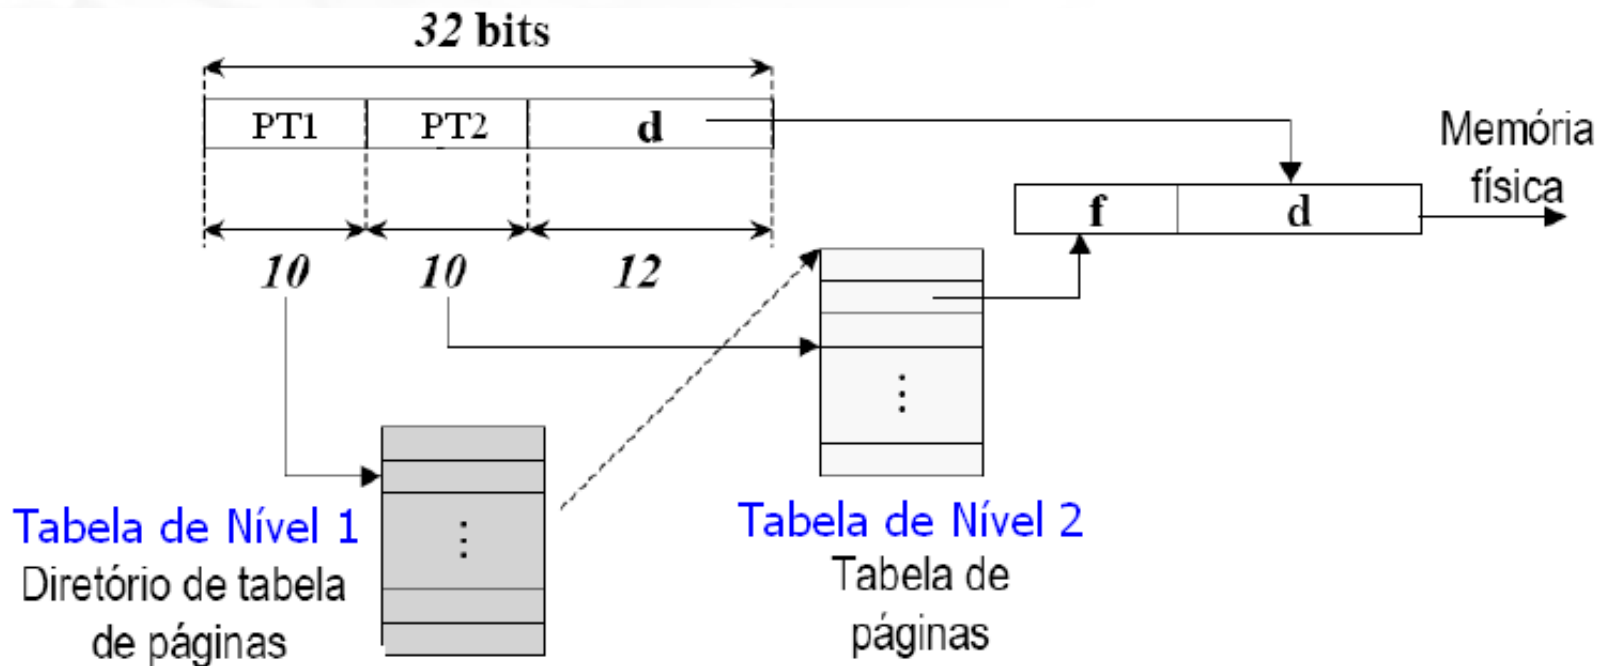 32 bits
PT1 PT2 d
Memória
física
f d
10 10 12
Tabela de Nível 1
Diretório de tabela
de páginas
Tabela de Nível 2
Tabela de
páginas